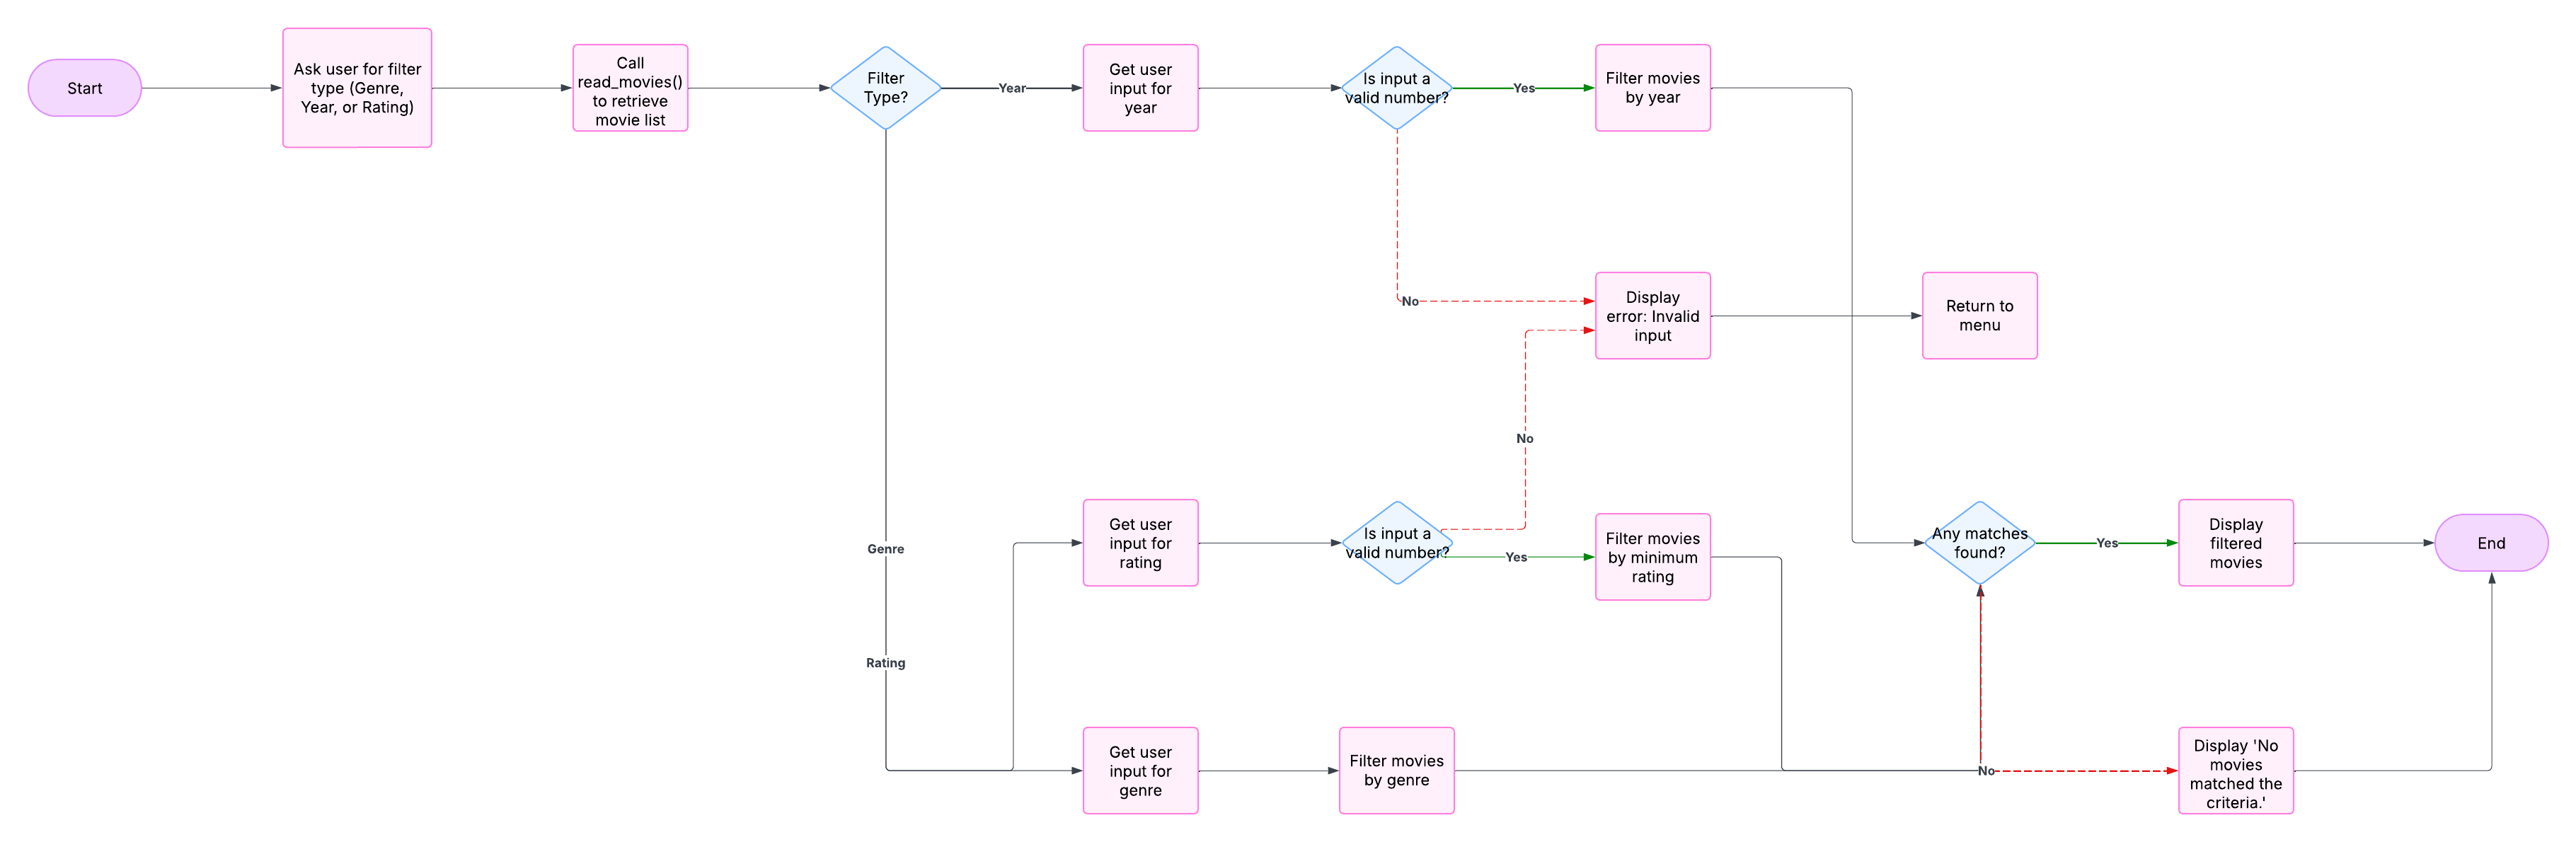 Start
Ask user for filter
type (Genre,
Year, or Rating)
Call
read_movies()
to retrieve
movie list
Filter
Type?
Year
Get user
input for
year
Is input a
valid number?
Yes
Filter movies
by year
No
Display
error: Invalid
input
Return to
menu
No
Genre
Get user
input for
rating
Is input a
valid number?
Yes
Filter movies
by minimum
rating
Any matches
found?
Yes
Display
filtered
movies
End
Rating
Get user
input for
genre
Filter movies
by genre
No
Display 'No
movies
matched the
criteria.'